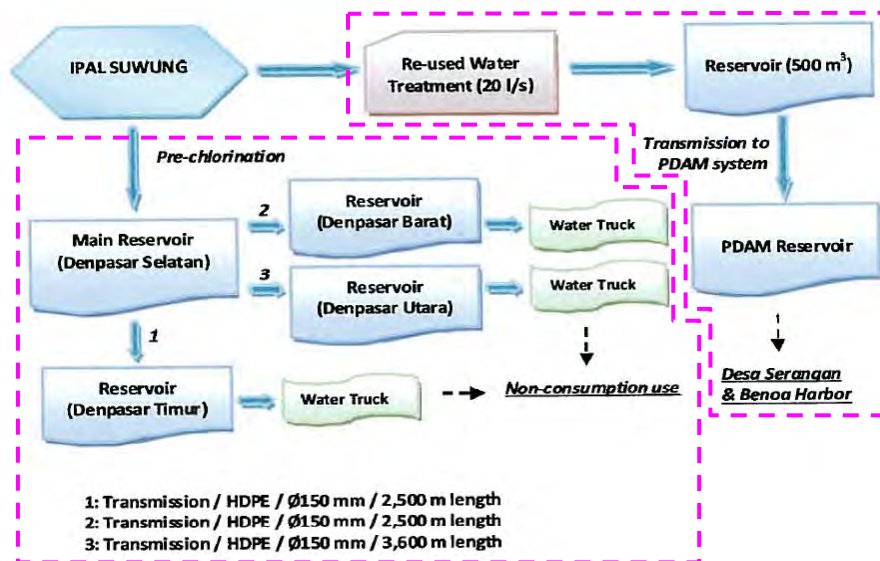 IPAL SUWUNG
Re-used Water
Treatment (20 l/s)
Reservoir (500 m³)
Pre-chlorination
Transmission to
PDAM system
Main Reservoir
(Denpasar Selatan)
2
Reservoir
(Denpasar Barat)
Water Truck
PDAM Reservoir
3
Reservoir
(Denpasar Utara)
Water Truck
1
Reservoir
(Denpasar Timur)
Water Truck
Non-consumption use
Desa Serangan
& Benoa Harbor
1: Transmission / HDPE / Ø150 mm / 2,500 m length
2: Transmission / HDPE / Ø150 mm / 2,500 m length
3: Transmission / HDPE / Ø150 mm / 3,600 m length